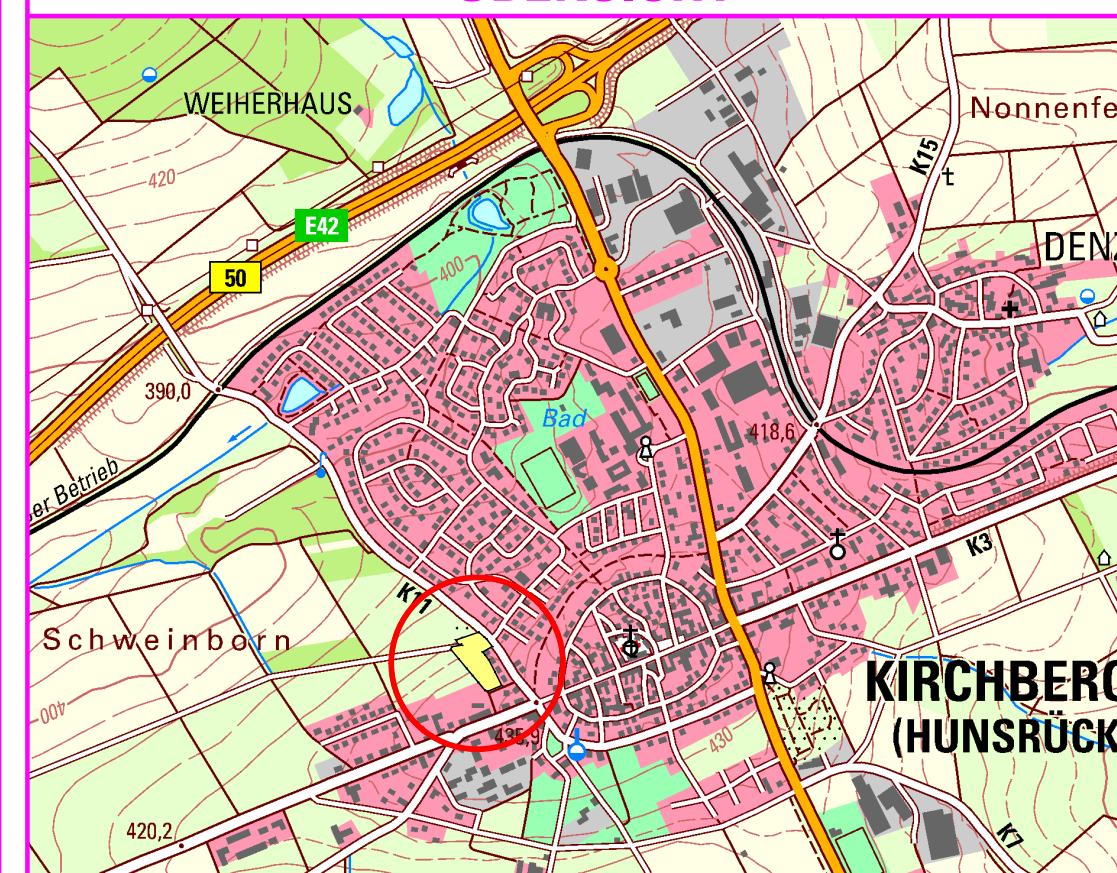 WEIHERHAUS
Nonnenfe
420
K15
E42
DENZ
50
400
390,0
Bad
418,6
er Betrieb
K3
K11
Schweinborn
KIRCHBERG
(HUNSRÜCK
400
435,9
430
420,2
K7